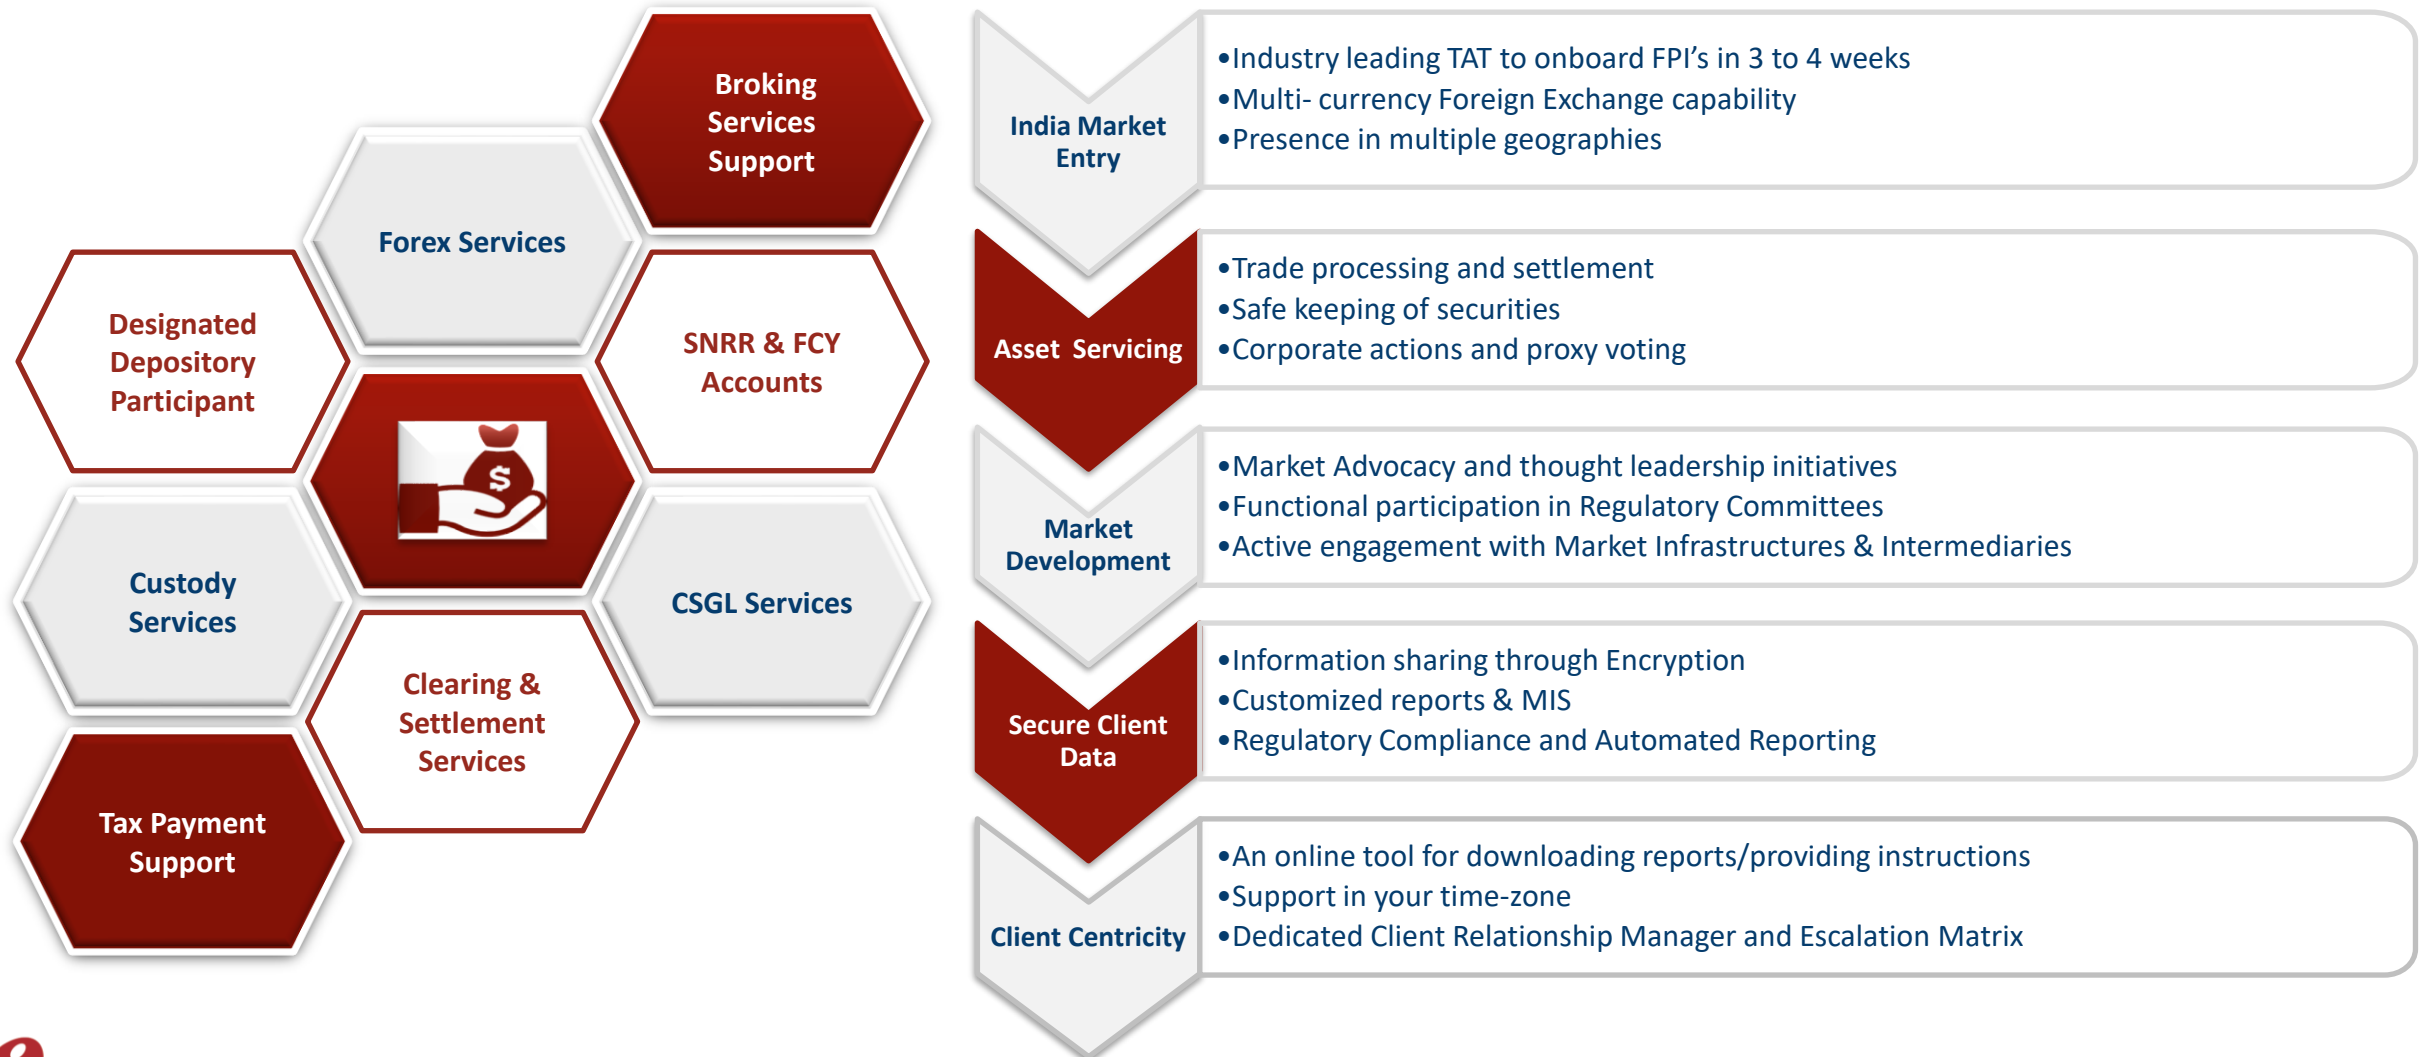 Broking
Services
Support
Forex Services
Designated
Depository
Participant
SNRR & FCY
Accounts
$
Custody
Services
CSGL Services
Clearing &
Settlement
Services
Tax Payment
Support
India Market
Entry
•Industry leading TAT to onboard FPI’s in 3 to 4 weeks
•Multi- currency Foreign Exchange capability
•Presence in multiple geographies
Asset Servicing
•Trade processing and settlement
•Safe keeping of securities
•Corporate actions and proxy voting
Market
Development
•Market Advocacy and thought leadership initiatives
•Functional participation in Regulatory Committees
•Active engagement with Market Infrastructures & Intermediaries
Secure Client
Data
•Information sharing through Encryption
•Customized reports & MIS
•Regulatory Compliance and Automated Reporting
Client Centricity
•An online tool for downloading reports/providing instructions
•Support in your time-zone
•Dedicated Client Relationship Manager and Escalation Matrix